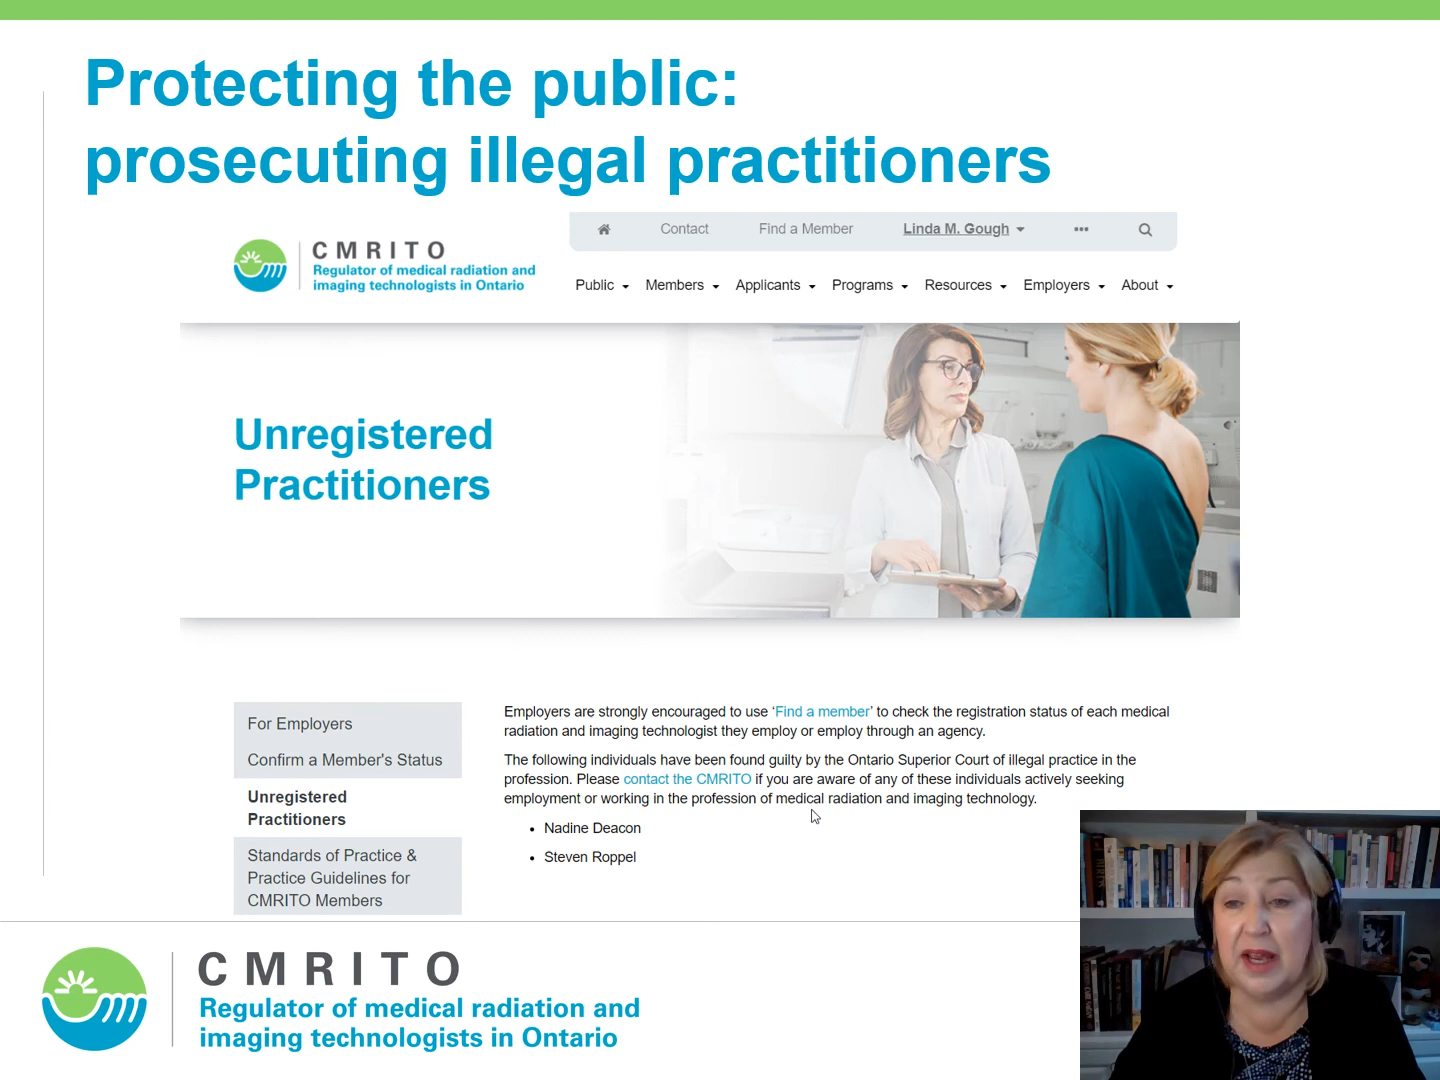 Protecting the public:
prosecuting illegal practitioners
Contact
Find a Member
Linda M. Gough
CMRITO
Regulator of medical radiation and
imaging technologists in Ontario
Public
Members
Applicants
Programs
Resources
Employers
About
Unregistered
Practitioners
For Employers
Confirm a Member's Status
Unregistered
Practitioners
Standards of Practice &
Practice Guidelines for
CMRITO Members
Employers are strongly encouraged to use ‘Find a member’ to check the registration status of each medical
radiation and imaging technologist they employ or employ through an agency.
The following individuals have been found guilty by the Ontario Superior Court of illegal practice in the
profession. Please contact the CMRITO if you are aware of any of these individuals actively seeking
employment or working in the profession of medical radiation and imaging technology.
• Nadine Deacon
• Steven Roppel
CMRITO
Regulator of medical radiation and
imaging technologists in Ontario